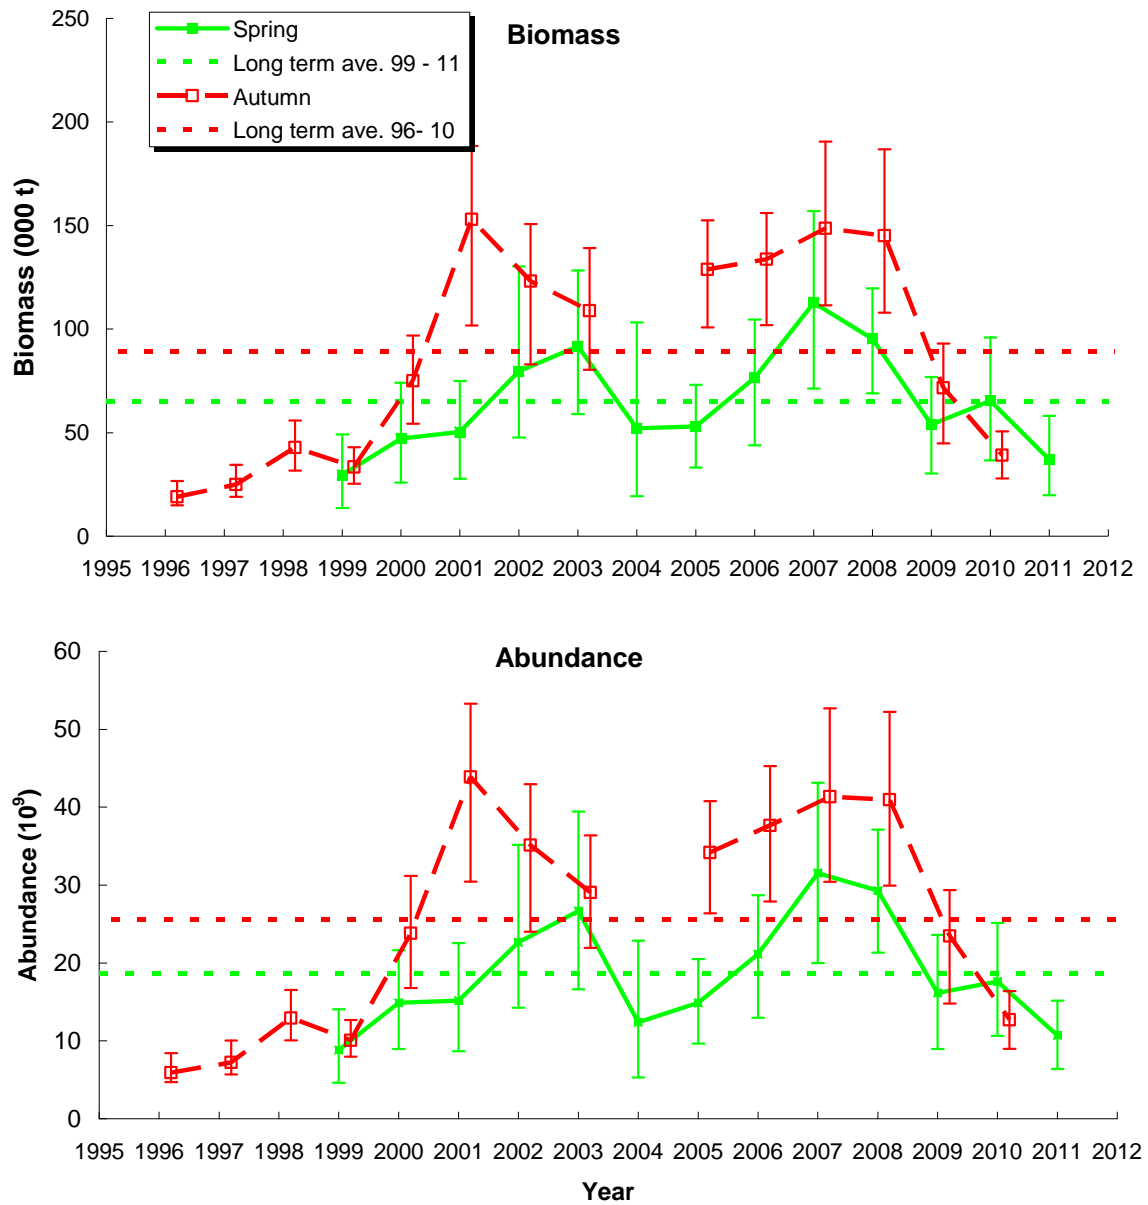 Biomass
Spring
Long term ave. 99 - 11
Autumn
Long term ave. 96- 10
Biomass (000 t)
250
200
150
100
50
0
1995 1996 1997 1998 1999 2000 2001 2002 2003 2004 2005 2006 2007 2008 2009 2010 2011 2012
Abundance
Abundance (10⁹)
60
50
40
30
20
10
0
1995 1996 1997 1998 1999 2000 2001 2002 2003 2004 2005 2006 2007 2008 2009 2010 2011 2012
Year